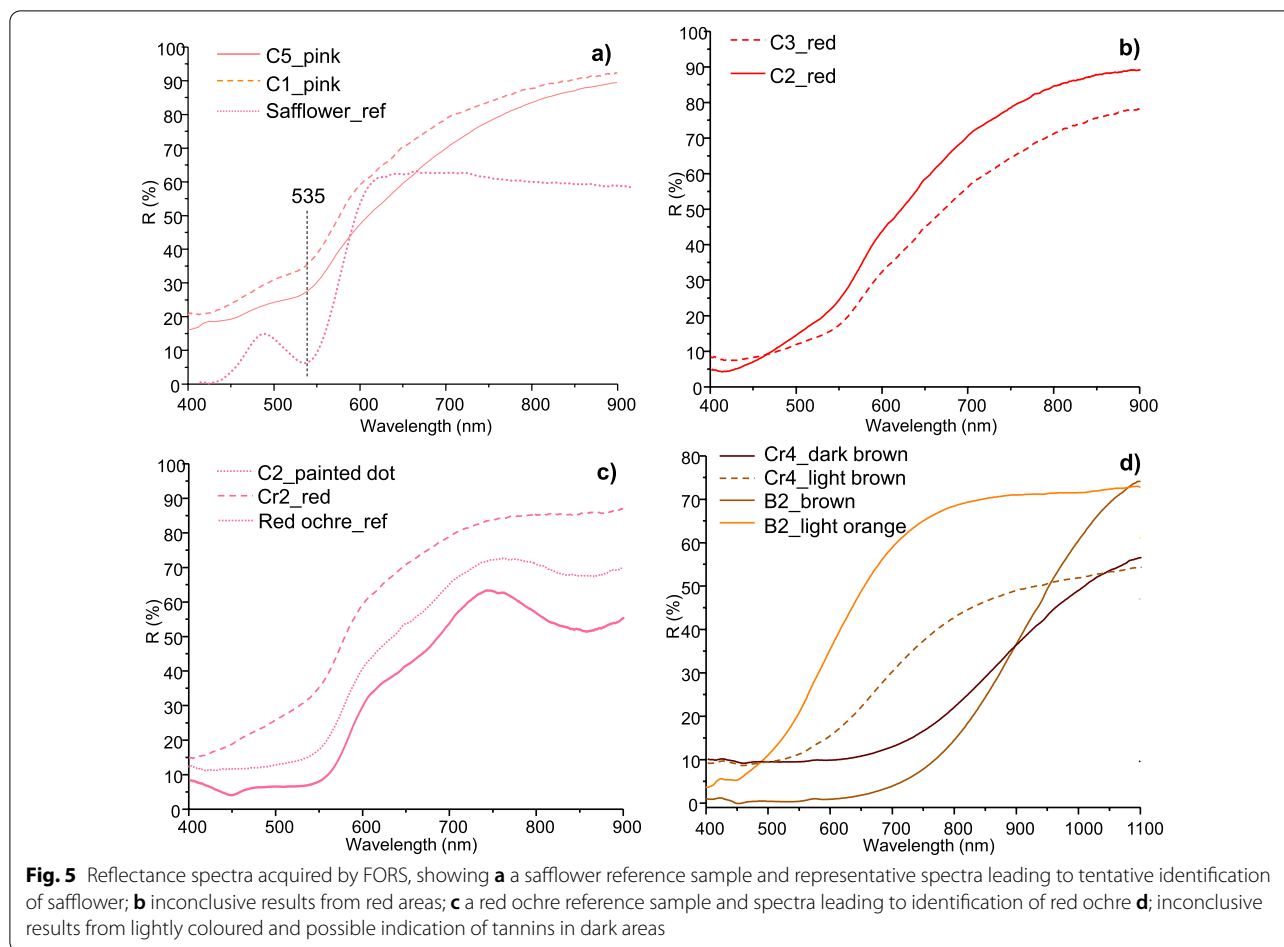 a)
C5_pink
C1_pink
Safflower_ref
535
100
90
80
70
60
50
40
30
20
10
0
R (%)
400 500 600 700 800 900
Wavelength (nm)
b)
C3_red
C2_red
100
90
80
70
60
50
40
30
20
10
0
R (%)
400 500 600 700 800 900
Wavelength (nm)
c)
C2_painted dot
Cr2_red
Red ochre_ref
100
90
80
70
60
50
40
30
20
10
0
R (%)
400 500 600 700 800 900
Wavelength (nm)
d)
Cr4_dark brown
Cr4_light brown
B2_brown
B2_light orange
80
70
60
50
40
30
20
10
0
R (%)
400 500 600 700 800 900 1000 1100
Wavelength (nm)
Fig. 5 Reflectance spectra acquired by FORS, showing a a safflower reference sample and representative spectra leading to tentative identification
of safflower; b inconclusive results from red areas; c a red ochre reference sample and spectra leading to identification of red ochre d; inconclusive
results from lightly coloured and possible indication of tannins in dark areas